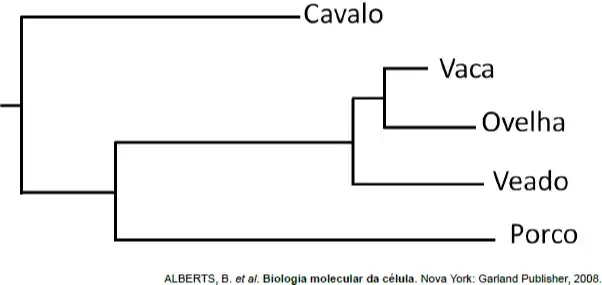 Cavalo
Vaca
Ovelha
Veado
Porco
ALBERTS, B. et al. Biologia molecular da célula. Nova York: Garland Publisher, 2008.